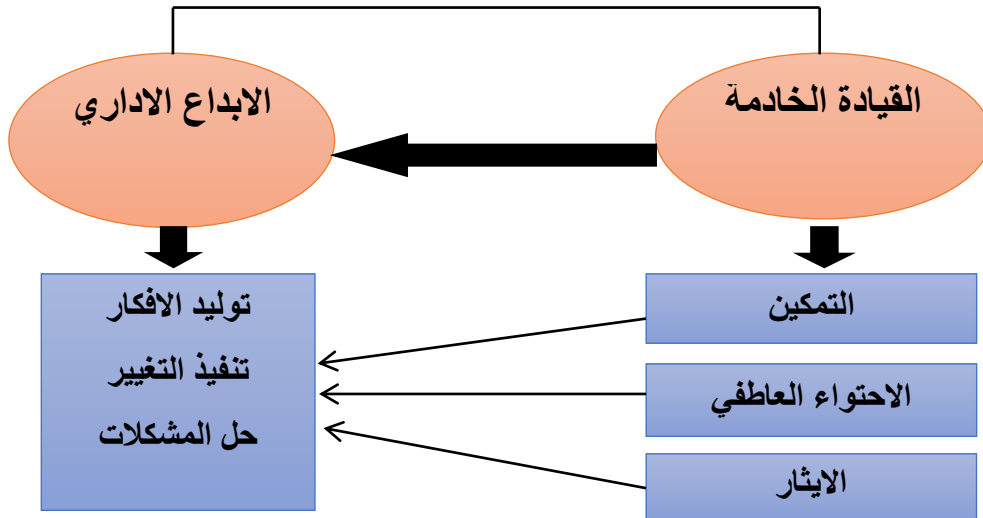 القيادة الخادمة
الابداع الاداري
التمكين
الاحتواء العاطفي
الايثار
توليد الافكار
تنفيذ التغيير
حل المشكلات